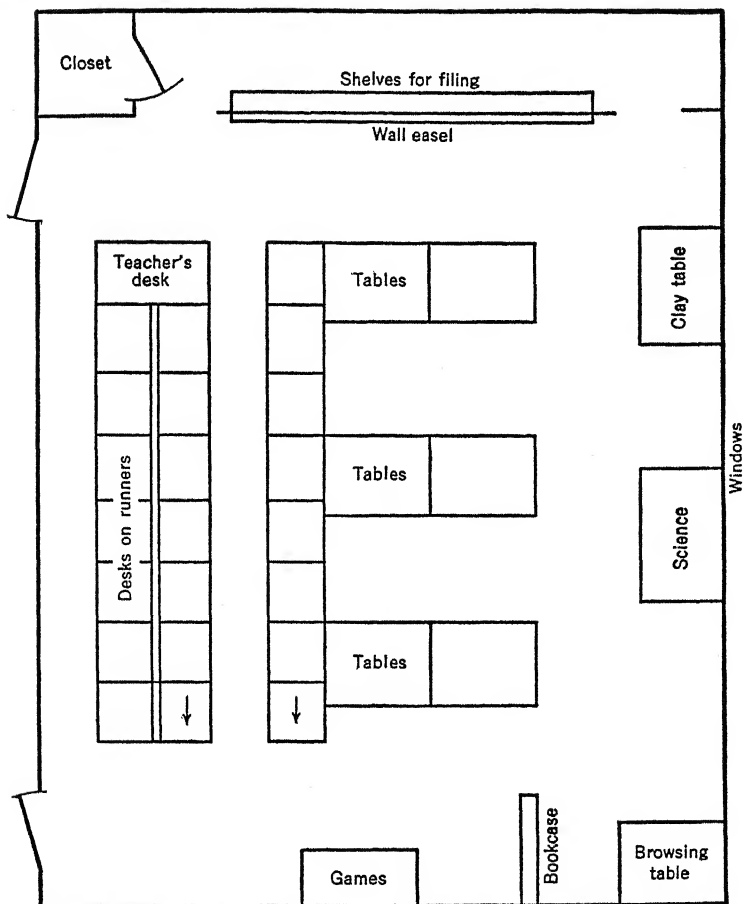 Closet
Shelves for filing
Wall easel
Teacher's
desk
Tables
Clay table
Desks on runners
Tables
Windows
Science
Tables
Bookcase
Games
Browsing
table